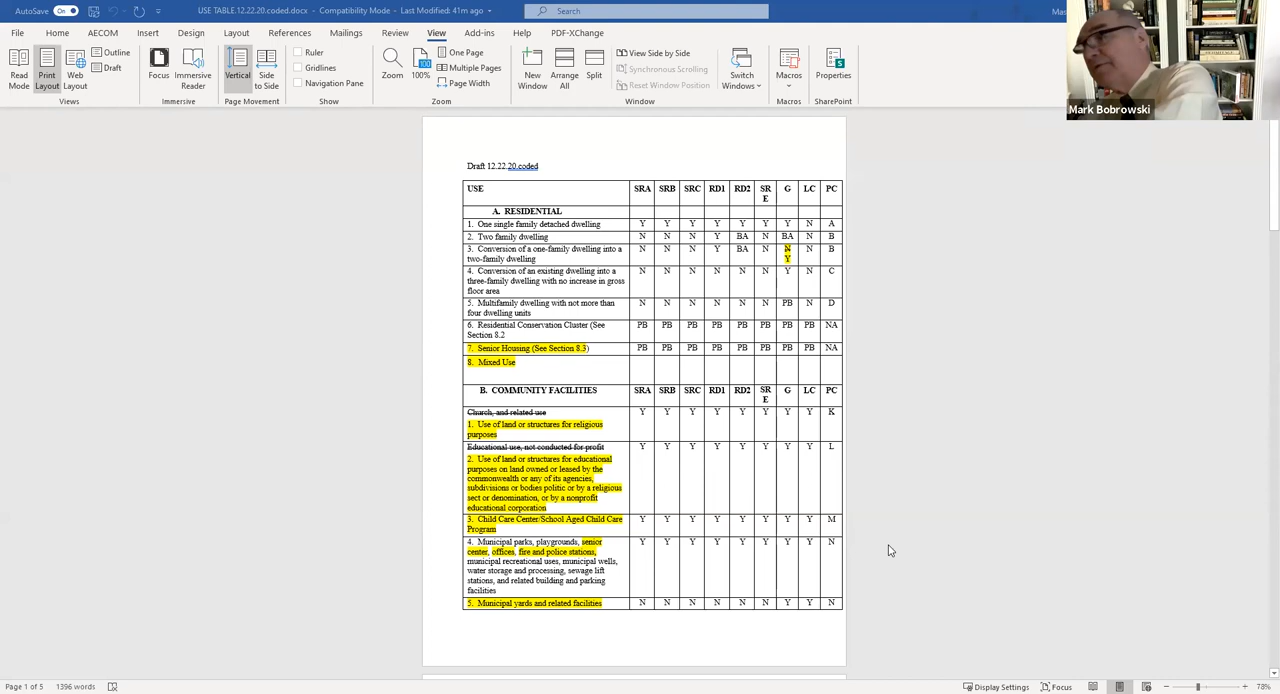 AutoSave On USE TABLE.12.22.20.coded.docx - Compatibility Mode - Last Modified: 41m ago Search
File Home AECOM Insert Design Layout References Mailings Review View Add-ins Help PDF-XChange
Read Mode Print Layout Web Layout Outline Draft Focus Immersive Reader Vertical Side to Side Ruler Gridlines Navigation Pane Zoom 100 100% One Page Multiple Pages Page Width New Window Arrange All Split View Side by Side Synchronous Scrolling Reset Window Position Switch Windows Macros Properties
Views Immersive Page Movement Show Zoom Window Macros SharePoint
Mark Bobrowski
Draft 12.22.20.coded
USE SRA SRB SRC RD1 RD2 SR E G LC PC
A. RESIDENTIAL
1. One single family detached dwelling Y Y Y Y Y Y Y N A
2. Two family dwelling N N N Y BA N BA N B
3. Conversion of a one-family dwelling into a N N N Y BA N N N B
two-family dwelling Y
4. Conversion of an existing dwelling into a N N N N N N Y N C
three-family dwelling with no increase in gross
floor area
5. Multifamily dwelling with not more than N N N N N N PB N D
four dwelling units
6. Residential Conservation Cluster (See PB PB PB PB PB PB PB PB NA
Section 8.2
7. Senior Housing (See Section 8.3) PB PB PB PB PB PB PB PB NA
8. Mixed Use
B. COMMUNITY FACILITIES SRA SRB SRC RD1 RD2 SR E G LC PC
Church, and related use Y Y Y Y Y Y Y Y K
1. Use of land or structures for religious
purposes
Educational use, not conducted for profit Y Y Y Y Y Y Y Y L
2. Use of land or structures for educational
purposes on land owned or leased by the
commonwealth or any of its agencies,
subdivisions or bodies politic or by a religious
sect or denomination, or by a nonprofit
educational corporation
3. Child Care Center/School Aged Child Care Y Y Y Y Y Y Y Y M
Program
4. Municipal parks, playgrounds, senior Y Y Y Y Y Y Y Y N
center, offices, fire and police stations,
municipal recreational uses, municipal wells,
water storage and processing, sewage lift
stations, and related building and parking
facilities
5. Municipal yards and related facilities N N N N N N Y Y N
Page 1 of 5 1396 words Display Settings Focus 78%